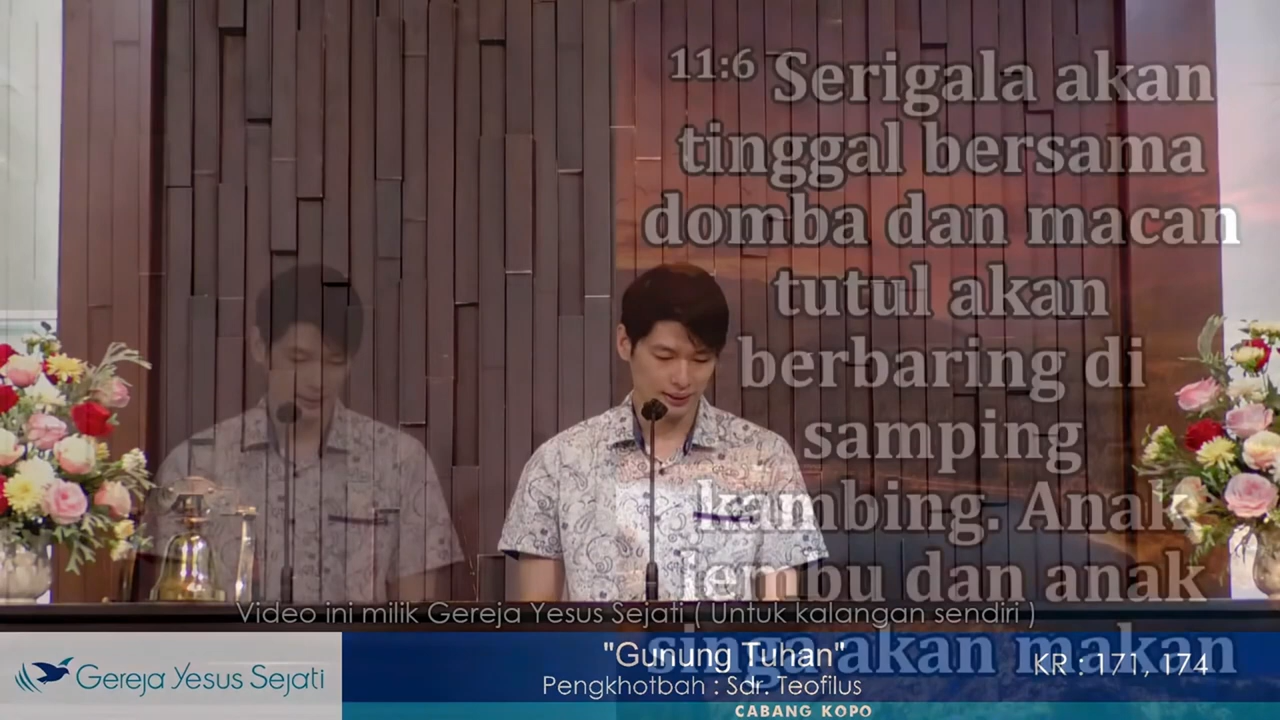 11:6 Serigala akan
tinggal bersama
domba dan macan
tutul akan
berbaring di
samping
kambing. Anak
lembu dan anak
singa akan makan
Video ini milik Gereja Yesus Sejati ( Untuk kalangan sendiri )
Gereja Yesus Sejati
"Gunung Tuhan"
Pengkhotbah : Sdr. Teofilus
KR : 171, 174
CABANG KOPO